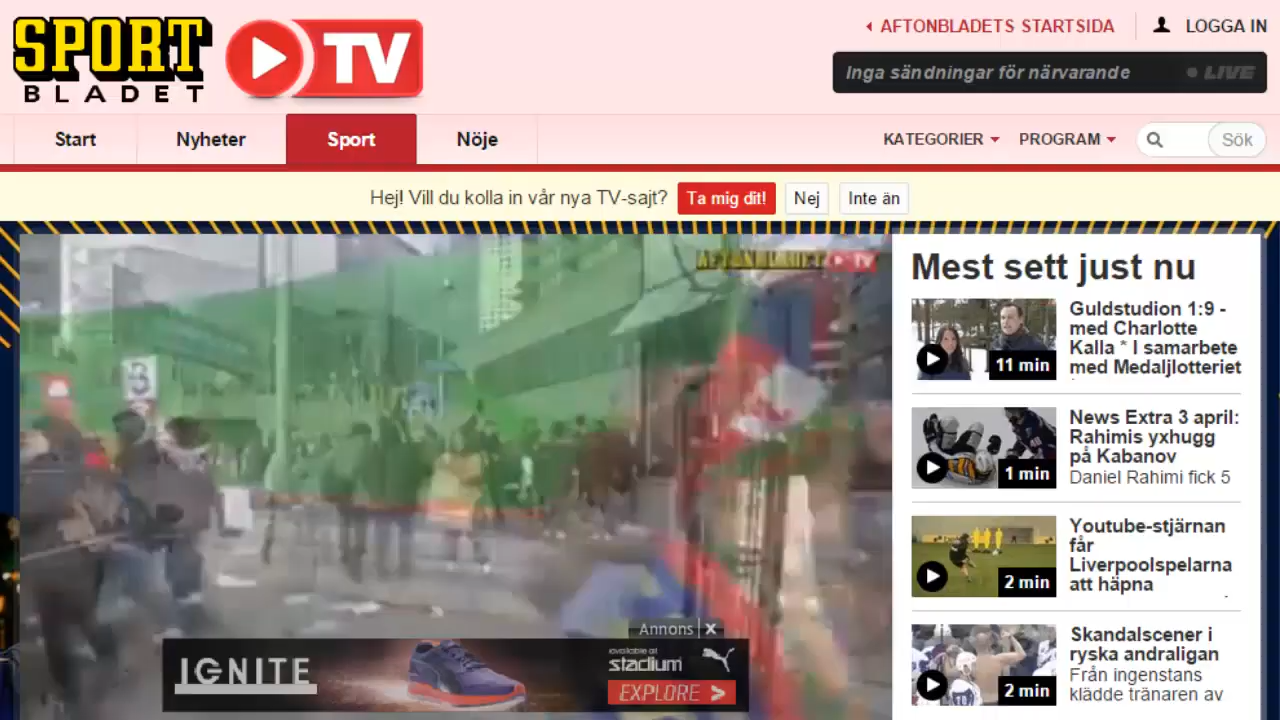 SPORT
BLADET
TV
AFTONBLADETS STARTSIDA
LOGGA IN
Inga sändningar för närvarande
LIVE
Start
Nyheter
Sport
Nöje
KATEGORIER
PROGRAM
Sök
Hej! Vill du kolla in vår nya TV-sajt?
Ta mig dit!
Nej
Inte än
AFTONBLADET TV
Mest sett just nu
11 min
Guldstudion 1:9 -
med Charlotte
Kalla * I samarbete
med Medaljlotteriet
1 min
News Extra 3 april:
Rahimis yxhugg
på Kabanov
Daniel Rahimi fick 5
2 min
Youtube-stjärnan
får
Liverpoolspelarna
att häpna
2 min
Skandalscener i
ryska andraligan
Från ingenstans
klädde tränaren av
Annons X
IGNITE
available at
stadium
EXPLORE >